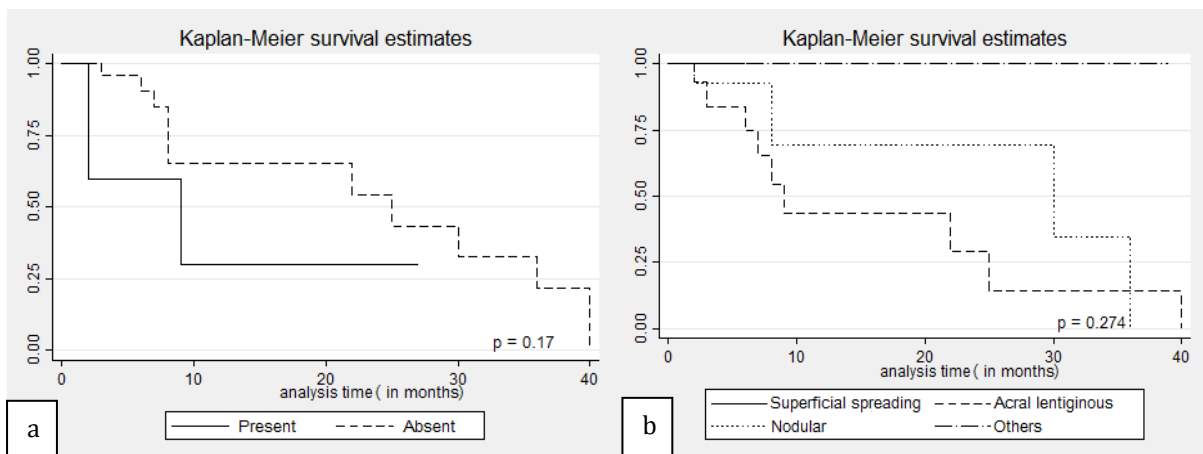 Kaplan-Meier survival estimates
1.00
0.75
0.50
0.25
0.00
p = 0.17
0 10 20 30 40
analysis time ( in months)
Present Absent
a
Kaplan-Meier survival estimates
1.00
0.75
0.50
0.25
0.00
p = 0.274
0 10 20 30 40
analysis time ( in months)
Superficial spreading Acral lentiginous
Nodular Others
b